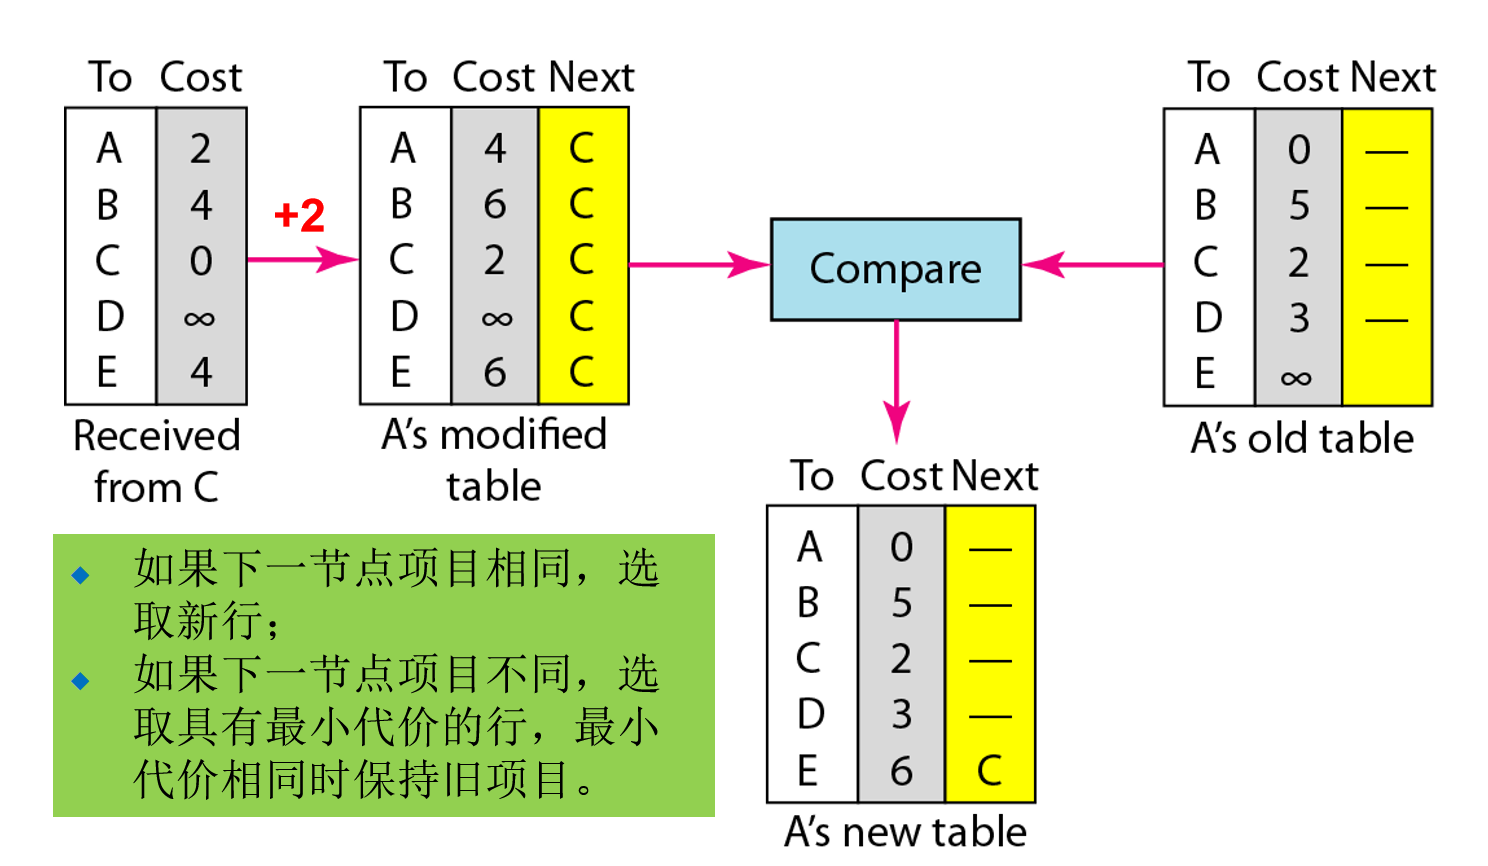 To Cost
A 2
B 4
C 0
D ∞
E 4
Received
from C
+2
To Cost Next
A 4 C
B 6 C
C 2 C
D ∞ C
E 6 C
A's modified
table
Compare
To Cost Next
A 0 —
B 5 —
C 2 —
D 3 —
E ∞
A's old table
To Cost Next
A 0 —
B 5 —
C 2 —
D 3 —
E 6 C
A's new table
◆ 如果下一节点项目相同，选
取新行；
◆ 如果下一节点项目不同，选
取具有最小代价的行，最小
代价相同时保持旧项目。